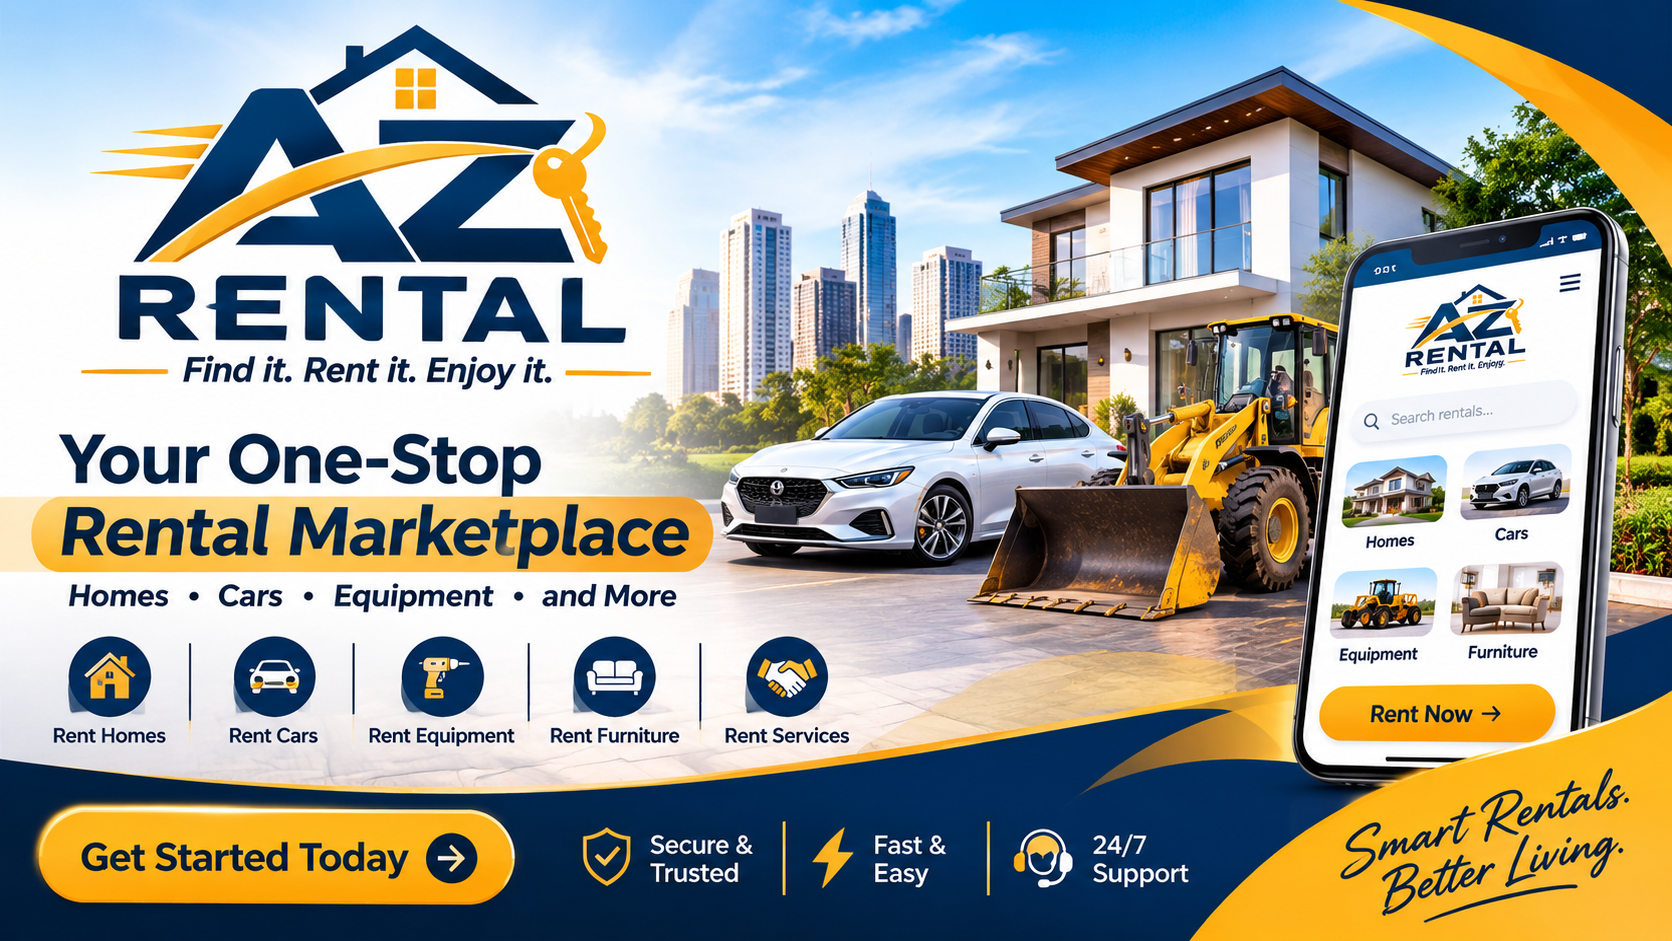 AZ
RENTAL
Find it. Rent it. Enjoy it.
Your One-Stop
Rental Marketplace
Homes • Cars • Equipment • and More
Rent Homes
Rent Cars
Rent Equipment
Rent Furniture
Rent Services
Get Started Today
Secure &
Trusted
Fast &
Easy
24/7
Support
AZ
RENTAL
Find it. Rent it. Enjoy.
Search rentals...
Homes
Cars
Equipment
Furniture
Rent Now →
Smart Rentals.
Better Living.